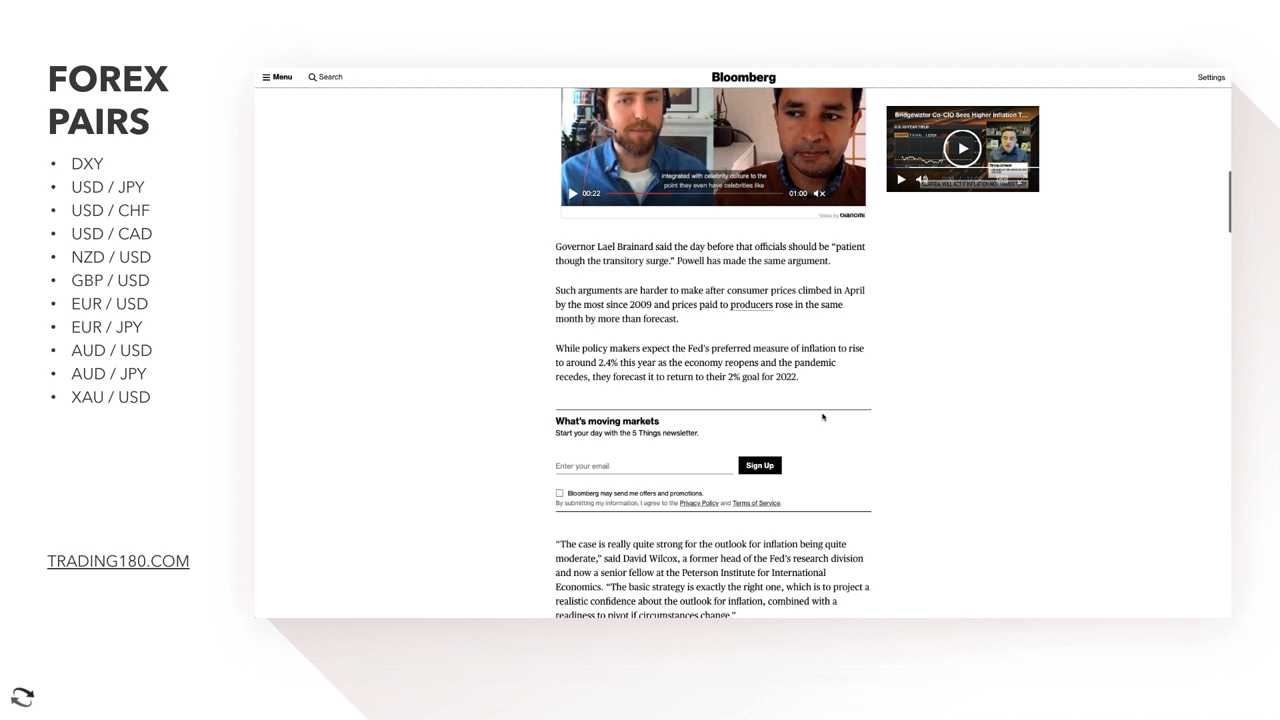 FOREX
PAIRS
• DXY
• USD / JPY
• USD / CHF
• USD / CAD
• NZD / USD
• GBP / USD
• EUR / USD
• EUR / JPY
• AUD / USD
• AUD / JPY
• XAU / USD
TRADING180.COM
Menu
Search
Bloomberg
Settings
integrated with celebrity culture to the
point they even have celebrities like
00:22
01:00
Video by
Bridgewater Co-CIO Sees Higher Inflation T...
Governor Lael Brainard said the day before that officials should be “patient
though the transitory surge.” Powell has made the same argument.
Such arguments are harder to make after consumer prices climbed in April
by the most since 2009 and prices paid to producers rose in the same
month by more than forecast.
While policy makers expect the Fed’s preferred measure of inflation to rise
to around 2.4% this year as the economy reopens and the pandemic
recedes, they forecast it to return to their 2% goal for 2022.
What’s moving markets
Start your day with the 5 Things newsletter.
Enter your email
Sign Up
Bloomberg may send me offers and promotions.
By submitting my information, I agree to the Privacy Policy and Terms of Service.
“The case is really quite strong for the outlook for inflation being quite
moderate,” said David Wilcox, a former head of the Fed’s research division
and now a senior fellow at the Peterson Institute for International
Economics. “The basic strategy is exactly the right one, which is to project a
realistic confidence about the outlook for inflation, combined with a
readiness to pivot if circumstances change.”